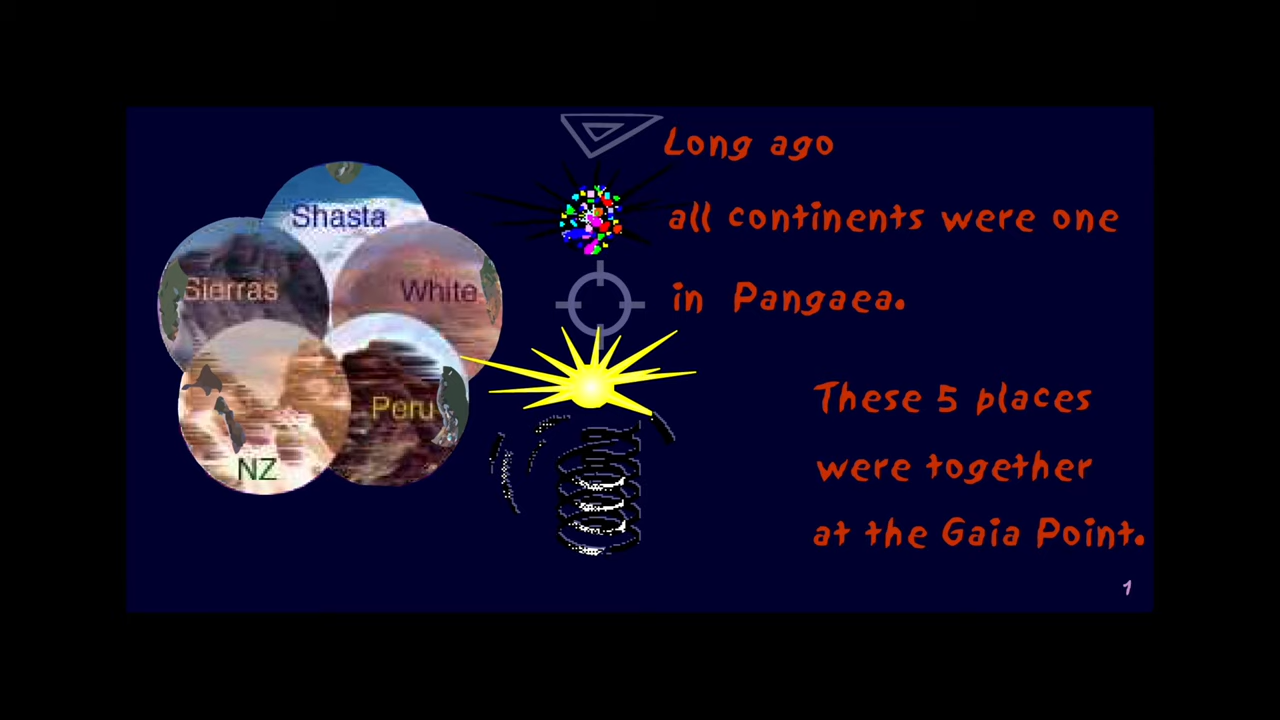 Shasta
Sierras
White
Peru
NZ
Long ago
all continents were one
in Pangaea.
These 5 places
were together
at the Gaia Point.
1